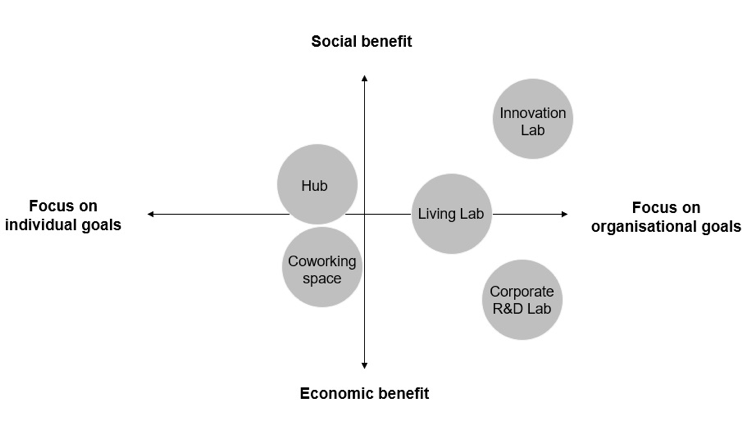 Social benefit
Innovation
Lab
Hub
Focus on
individual goals
Living Lab
Focus on
organisational goals
Coworking
space
Corporate
R&D Lab
Economic benefit